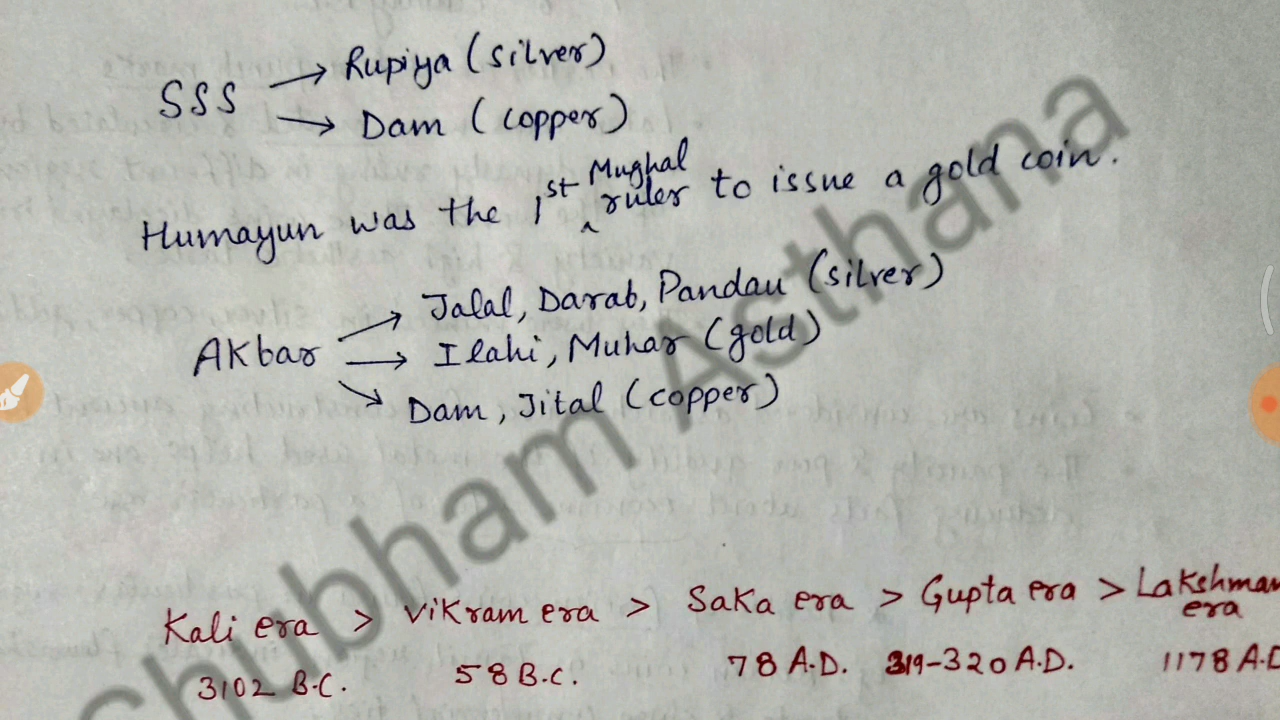 SSS → Rupiya (silver)
→ Dam (copper)
Humayun was the 1st Mughal ruler to issue a gold coin.
Akbar → Jalal, Darab, Pandau (silver)
→ Ilahi, Muhar (gold)
→ Dam, Jital (copper)
Shubham Asthana
Kali era > Vikram era > Saka era > Gupta era > Lakshman era
3102 B.C. 58 B.C. 78 A.D. 319-320 A.D. 1178 A.D